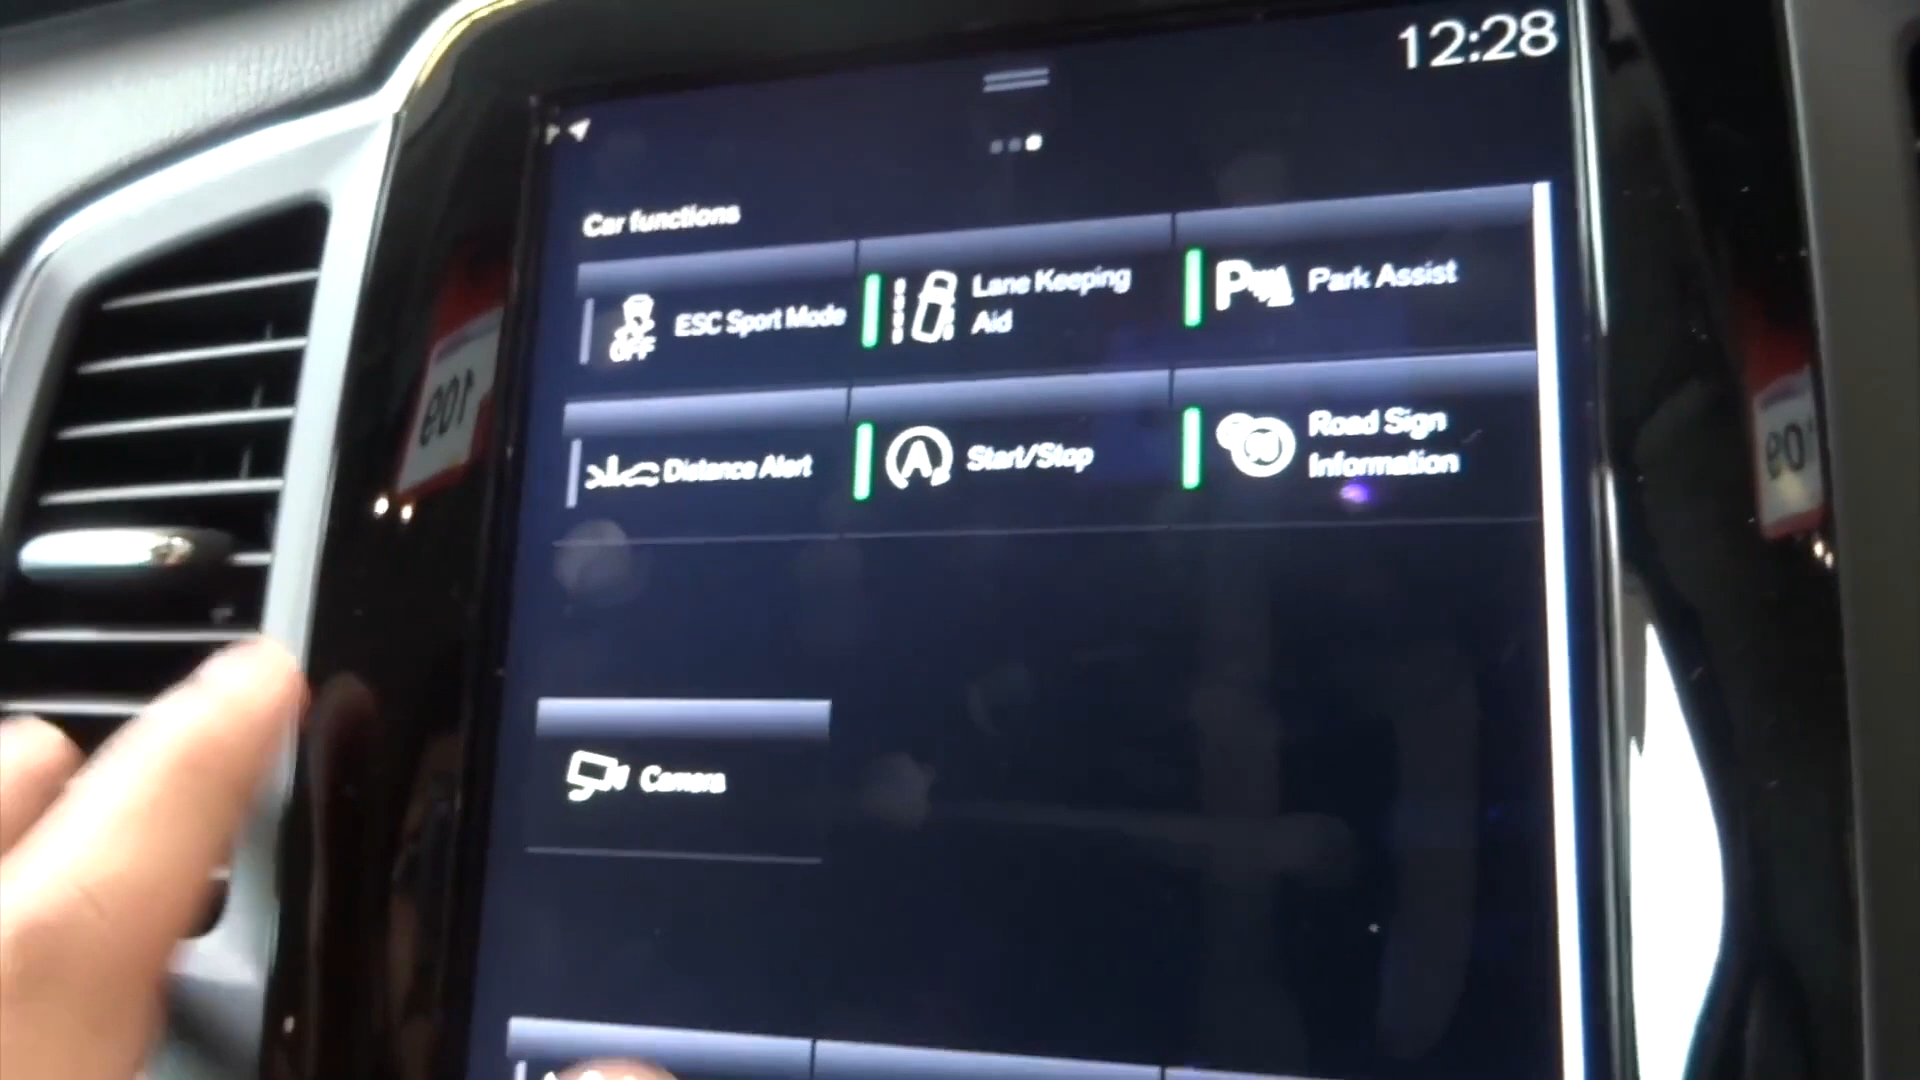 12:28
Car functions
OFF
ESC Sport Mode
Lane Keeping
Aid
Park Assist
Distance Alert
A
Start/Stop
Road Sign
Information
Camera